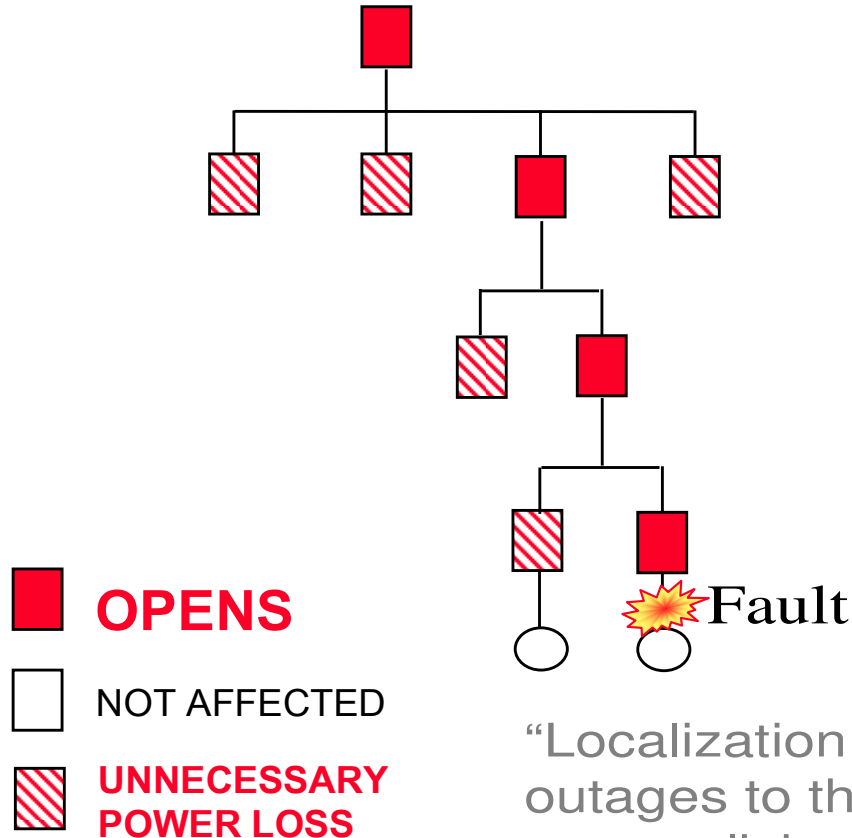 Fault
OPENS
NOT AFFECTED
UNNECESSARY
POWER LOSS
“Localization
outages to th